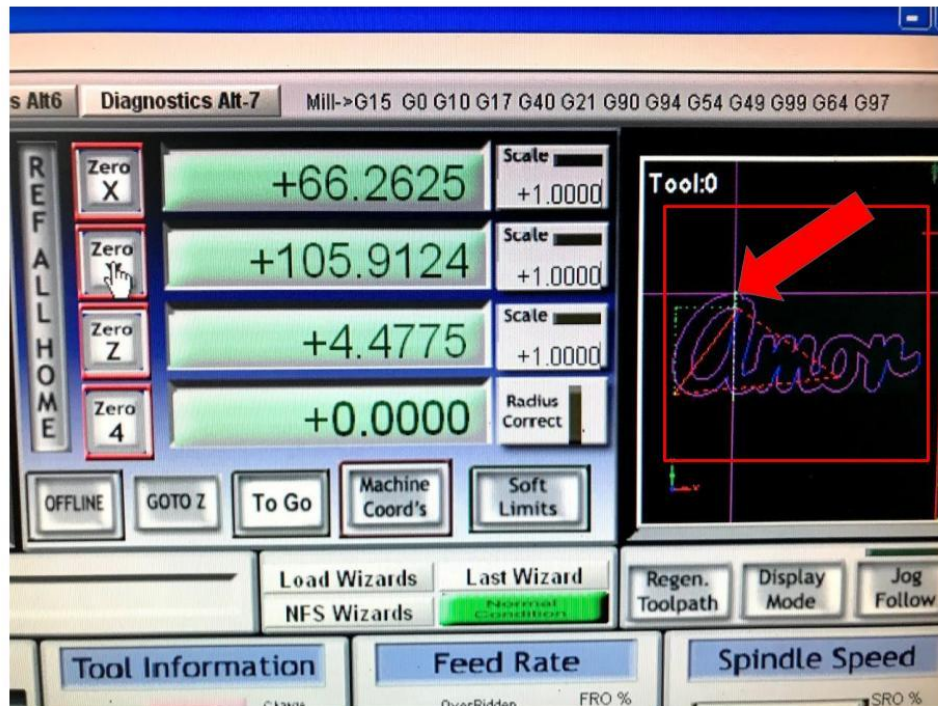 s Alt6 Diagnostics Alt-7 Mill->G15 G0 G10 G17 G40 G21 G90 G94 G54 G49 G99 G64 G97
REF ALL HOME
Zero X +66.2625 Scale +1.0000
Zero +105.9124 Scale +1.0000
Zero Z +4.4775 Scale +1.0000
Zero 4 +0.0000 Radius Correct
OFFLINE GOTO Z To Go Machine Coord's Soft Limits
Tool:0
Amor
Load Wizards Last Wizard
NFS Wizards Normal Condition
Regen. Toolpath Display Mode Jog Follow
Tool Information Feed Rate Spindle Speed
OverRidden FRO % SRO %